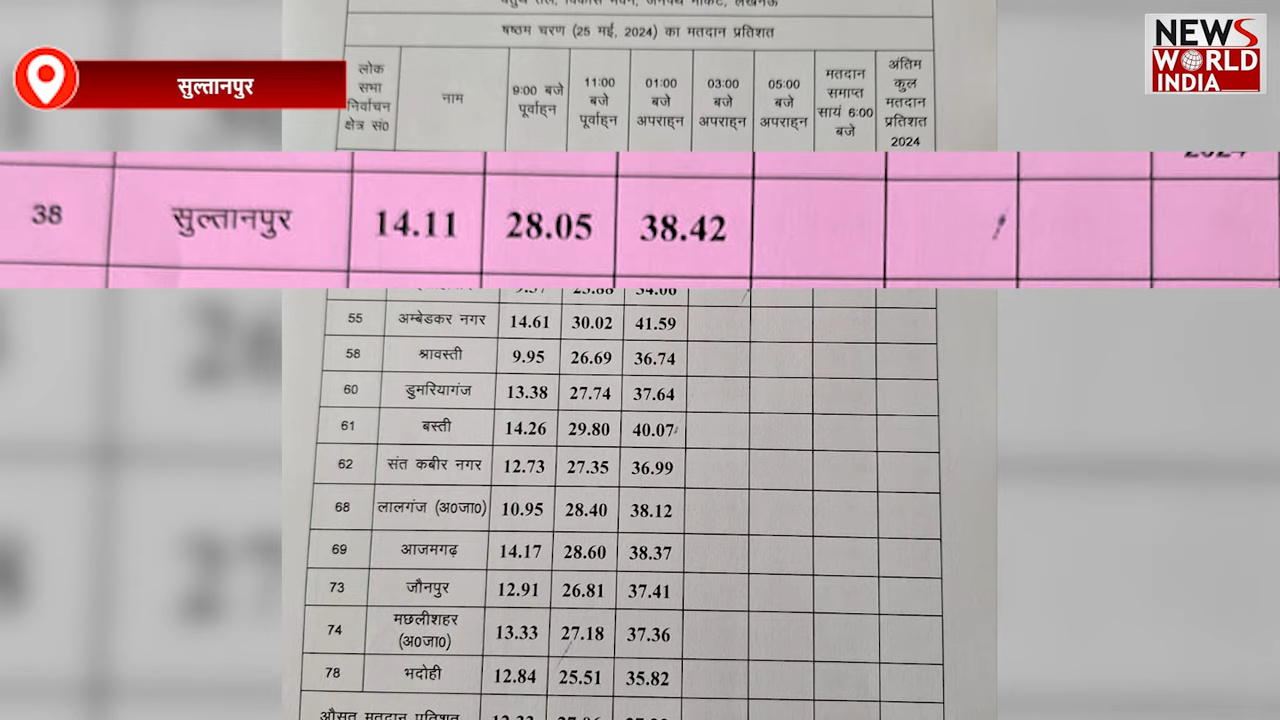 षष्ठम चरण (25 मई, 2024) का मतदान प्रतिशत
NEWS
WORLD
INDIA
सुल्तानपुर
लोक सभा निर्वाचन क्षेत्र सं0 नाम 9:00 बजे पूर्वाह्न 11:00 बजे पूर्वाह्न 01:00 बजे अपराह्न 03:00 बजे अपराह्न 05:00 बजे अपराह्न मतदान समाप्त सायं 6:00 बजे अंतिम कुल मतदान प्रतिशत 2024
38 सुल्तानपुर 14.11 28.05 38.42
55 अम्बेडकर नगर 14.61 30.02 41.59
58 श्रावस्ती 9.95 26.69 36.74
60 डुमरियागंज 13.38 27.74 37.64
61 बस्ती 14.26 29.80 40.07
62 संत कबीर नगर 12.73 27.35 36.99
68 लालगंज (अ0जा0) 10.95 28.40 38.12
69 आजमगढ़ 14.17 28.60 38.37
73 जौनपुर 12.91 26.81 37.41
74 मछलीशहर (अ0जा0) 13.33 27.18 37.36
78 भदोही 12.84 25.51 35.82
औसत मतदान प्रतिशत